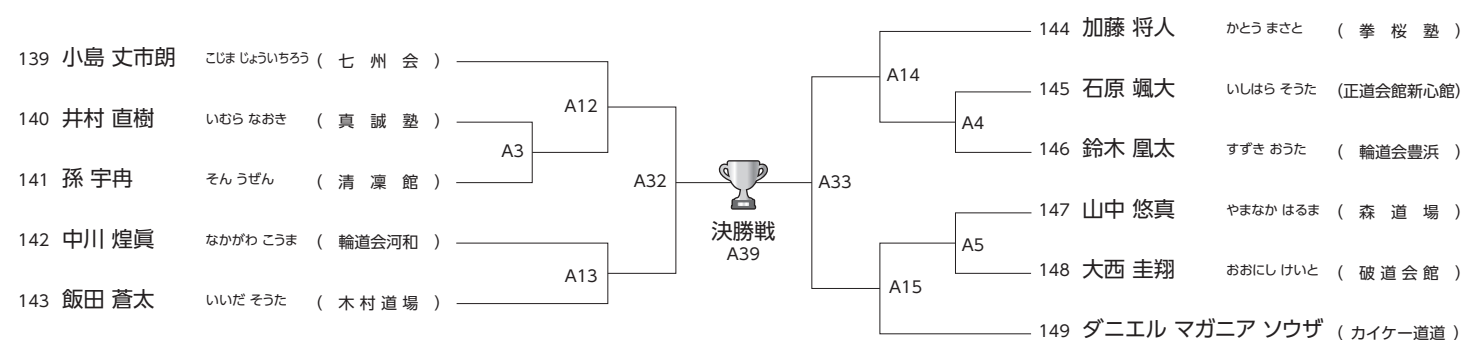 139 小島 丈市朗 こじま じょういちろう ( 七 州 会 )
140 井村 直樹 いむら なおき ( 真 誠 塾 )
141 孫 宇冉 そん うぜん ( 清 凜 館 )
142 中川 煌眞 なかがわ こうま ( 輪道会河和 )
143 飯田 蒼太 いいだ そうた ( 木 村 道 場 )
A12
A3
A32
A13
決勝戦
A39
144 加藤 将人 かとう まさと ( 拳 桜 塾 )
145 石原 颯大 いしはら そうた (正道会館新心館)
146 鈴木 凰太 すずき おうた ( 輪道会豊浜 )
147 山中 悠真 やまなか はるま ( 森 道 場 )
148 大西 圭翔 おおにし けいと ( 破 道 会 館 )
149 ダニエル マガニア ソウザ ( カイケー道道 )
A14
A4
A33
A5
A15